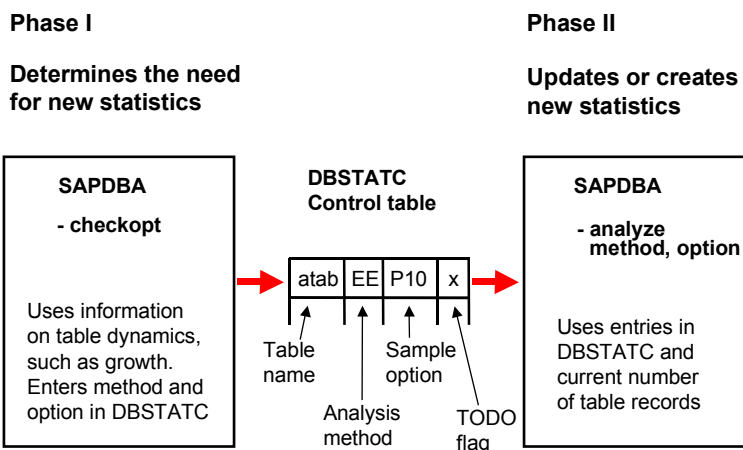 Phase I
Determines the need
for new statistics
Phase II
Updates or creates
new statistics
SAPDBA
- checkopt
Uses information
on table dynamics,
such as growth.
Enters method and
option in DBSTATC
DBSTATC
Control table
atab EE P10 x
Table
name
Sample
option
Analysis
method
TODO
flag
SAPDBA
- analyze
method, option
Uses entries in
DBSTATC and
current number
of table records